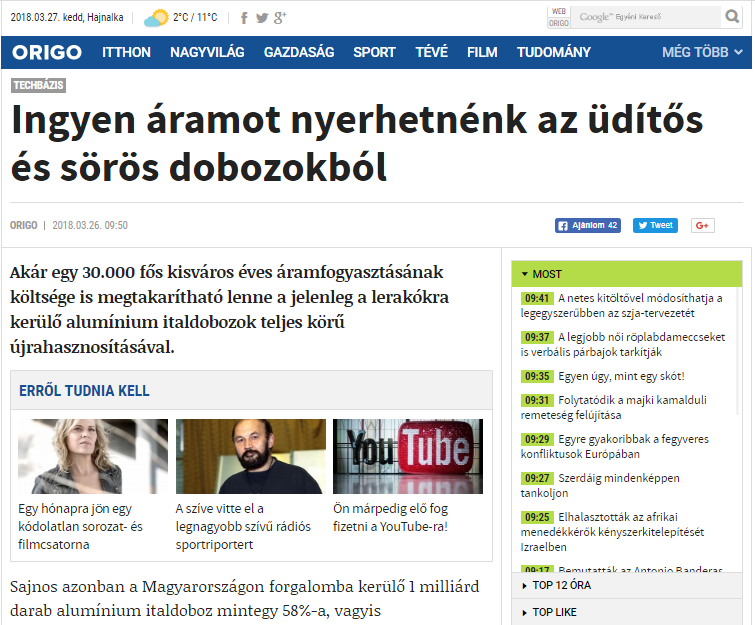 2018.03.27. kedd, Hajnalka
2°C / 11°C
f
g+
WEB
ORIGO
Google™ Egyéni Kereső
ORIGO ITTHON NAGYVILÁG GAZDASÁG SPORT TÉVÉ FILM TUDOMÁNY MÉG TÖBB
TECHBÁZIS
Ingyen áramot nyerhetnénk az üdítős
és sörös dobozokból
ORIGO | 2018.03.26. 09:50
Ajánlom 42
Tweet
G+
Akár egy 30.000 fős kisváros éves áramfogyasztásának
költsége is megtakarítható lenne a jelenleg a lerakókra
kerülő alumínium italdobozok teljes körű
újrahasznosításával.
ERRŐL TUDNIA KELL
YouTube
Egy hónapra jön egy
kódolatlan sorozat- és
filmcsatorna
A szíve vitte el a
legnagyobb szívű rádiós
sportriportert
Ön márpedig elő fog
fizetni a YouTube-ra!
Sajnos azonban a Magyarországon forgalomba kerülő 1 milliárd
darab alumínium italdoboz mintegy 58%-a, vagyis
MOST
09:41 A netes kitöltővel módosíthatja a
legegyszerűbben az szja-tervezetét
09:37 A legjobb női röplabdameccseket
is verbális párbajok tarkítják
09:35 Egyen úgy, mint egy skót!
09:31 Folytatódik a majki kamalduli
remeteség felújítása
09:29 Egyre gyakoribbak a fegyveres
konfliktusok Európában
09:27 Szerdáig mindenképpen
tankoljon
09:25 Elhalasztották az afrikai
menedékkérők kényszerkitelepítését
Izraelben
09:17 Bemutatták az Antonio Banderas
TOP 12 ÓRA
TOP LIKE